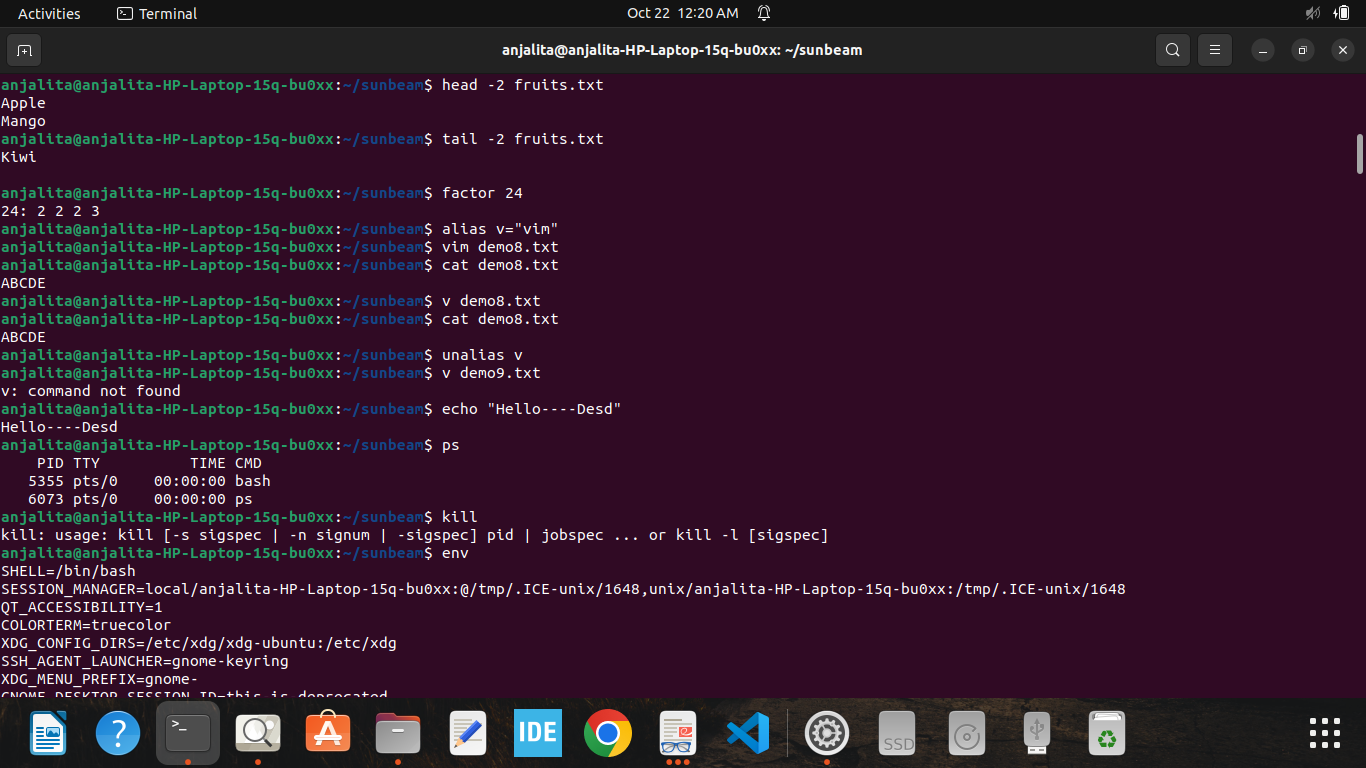 Activities
Terminal
Oct 22 12:20 AM
anjalita@anjalita-HP-Laptop-15q-bu0xx: ~/sunbeam
anjalita@anjalita-HP-Laptop-15q-bu0xx:~/sunbeam$ head -2 fruits.txt
Apple
Mango
anjalita@anjalita-HP-Laptop-15q-bu0xx:~/sunbeam$ tail -2 fruits.txt
Kiwi
anjalita@anjalita-HP-Laptop-15q-bu0xx:~/sunbeam$ factor 24
24: 2 2 2 3
anjalita@anjalita-HP-Laptop-15q-bu0xx:~/sunbeam$ alias v="vim"
anjalita@anjalita-HP-Laptop-15q-bu0xx:~/sunbeam$ vim demo8.txt
anjalita@anjalita-HP-Laptop-15q-bu0xx:~/sunbeam$ cat demo8.txt
ABCDE
anjalita@anjalita-HP-Laptop-15q-bu0xx:~/sunbeam$ v demo8.txt
anjalita@anjalita-HP-Laptop-15q-bu0xx:~/sunbeam$ cat demo8.txt
ABCDE
anjalita@anjalita-HP-Laptop-15q-bu0xx:~/sunbeam$ unalias v
anjalita@anjalita-HP-Laptop-15q-bu0xx:~/sunbeam$ v demo9.txt
v: command not found
anjalita@anjalita-HP-Laptop-15q-bu0xx:~/sunbeam$ echo "Hello----Desd"
Hello----Desd
anjalita@anjalita-HP-Laptop-15q-bu0xx:~/sunbeam$ ps
    PID TTY          TIME CMD
   5355 pts/0    00:00:00 bash
   6073 pts/0    00:00:00 ps
anjalita@anjalita-HP-Laptop-15q-bu0xx:~/sunbeam$ kill
kill: usage: kill [-s sigspec | -n signum | -sigspec] pid | jobspec ... or kill -l [sigspec]
anjalita@anjalita-HP-Laptop-15q-bu0xx:~/sunbeam$ env
SHELL=/bin/bash
SESSION_MANAGER=local/anjalita-HP-Laptop-15q-bu0xx:@/tmp/.ICE-unix/1648,unix/anjalita-HP-Laptop-15q-bu0xx:/tmp/.ICE-unix/1648
QT_ACCESSIBILITY=1
COLORTERM=truecolor
XDG_CONFIG_DIRS=/etc/xdg/xdg-ubuntu:/etc/xdg
SSH_AGENT_LAUNCHER=gnome-keyring
XDG_MENU_PREFIX=gnome-
GNOME_DESKTOP_SESSION_ID=this-is-deprecated
>_
?
A
IDE
SSD